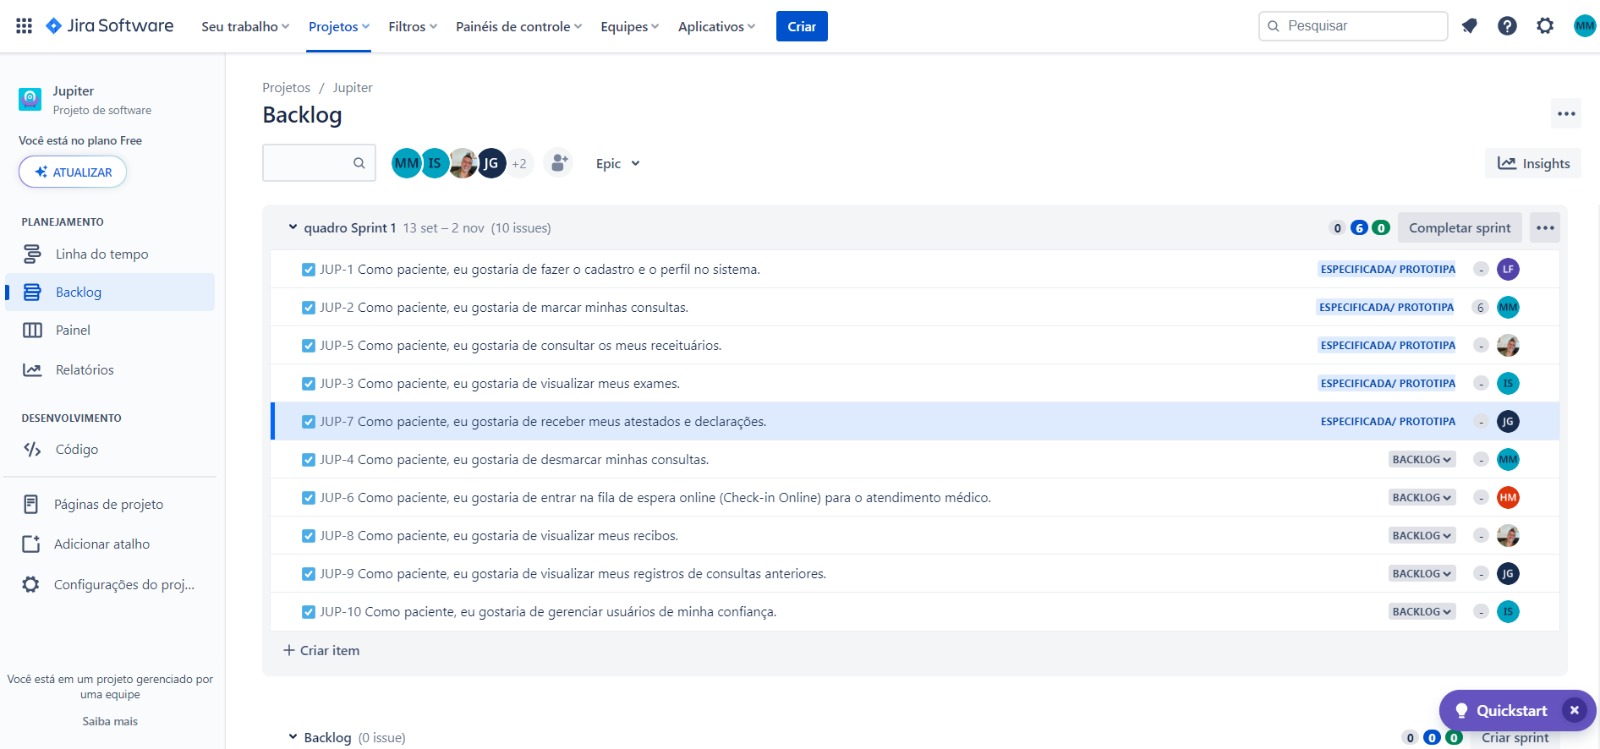 Jira Software Seu trabalho Projetos Filtros Painéis de controle Equipes Aplicativos Criar Pesquisar MM
Jupiter
Projeto de software
Você está no plano Free
ATUALIZAR
PLANEJAMENTO
Linha do tempo
Backlog
Painel
Relatórios
DESENVOLVIMENTO
Código
Páginas de projeto
Adicionar atalho
Configurações do proj...
Você está em um projeto gerenciado por
uma equipe
Saiba mais
Projetos / Jupiter
Backlog
MM IS JG +2 Epic Insights
quadro Sprint 1 13 set – 2 nov (10 issues) 0 6 0 Completar sprint
JUP-1 Como paciente, eu gostaria de fazer o cadastro e o perfil no sistema. ESPECIFICADA/ PROTOTIPA - LF
JUP-2 Como paciente, eu gostaria de marcar minhas consultas. ESPECIFICADA/ PROTOTIPA 6 MM
JUP-5 Como paciente, eu gostaria de consultar os meus receituários. ESPECIFICADA/ PROTOTIPA -
JUP-3 Como paciente, eu gostaria de visualizar meus exames. ESPECIFICADA/ PROTOTIPA - IS
JUP-7 Como paciente, eu gostaria de receber meus atestados e declarações. ESPECIFICADA/ PROTOTIPA - JG
JUP-4 Como paciente, eu gostaria de desmarcar minhas consultas. BACKLOG - MM
JUP-6 Como paciente, eu gostaria de entrar na fila de espera online (Check-in Online) para o atendimento médico. BACKLOG - HM
JUP-8 Como paciente, eu gostaria de visualizar meus recibos. BACKLOG -
JUP-9 Como paciente, eu gostaria de visualizar meus registros de consultas anteriores. BACKLOG - JG
JUP-10 Como paciente, eu gostaria de gerenciar usuários de minha confiança. BACKLOG - IS
+ Criar item
Quickstart
Backlog (0 issue) 0 0 0 Criar sprint